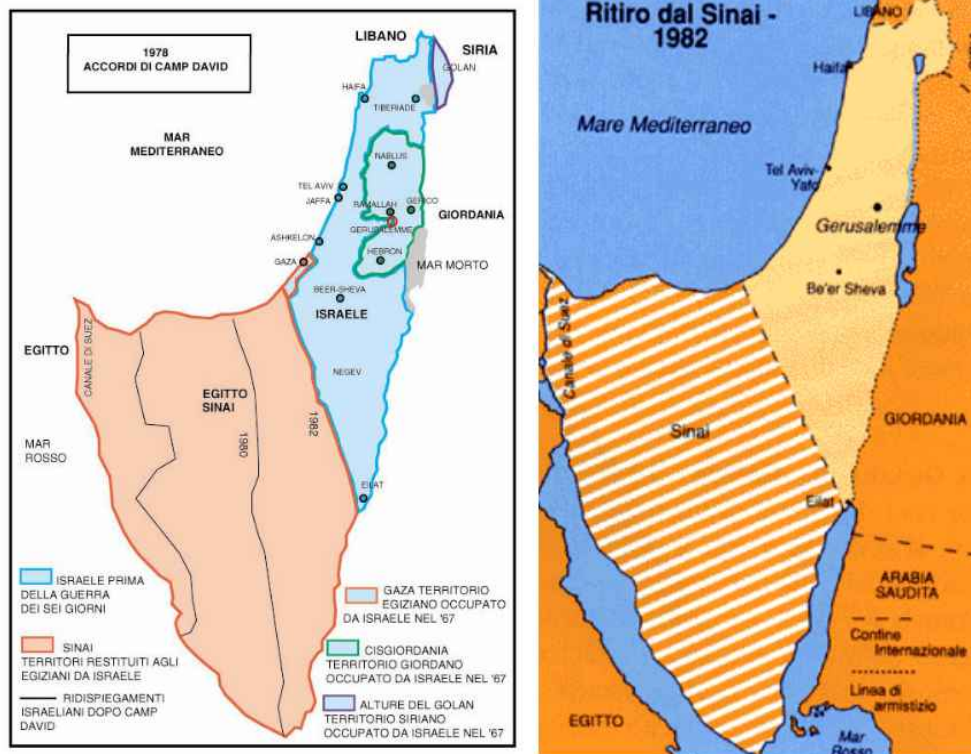 1978
ACCORDI DI CAMP DAVID
LIBANO
SIRIA
GOLAN
HAIFA
TIBERIADE
MAR
MEDITERRANEO
NABLUS
TEL AVIV
JAFFA
RAMALLAH
GERICO
GIORDANIA
GERUSALEMME
ASHKELON
HEBRON
GAZA
MAR MORTO
BEER-SHEVA
ISRAELE
EGITTO
CANALE DI SUEZ
NEGEV
EGITTO
SINAI
1980
1982
MAR
ROSSO
EILAT
ISRAELE PRIMA
DELLA GUERRA
DEI SEI GIORNI
SINAI
TERRITORI RESTITUITI AGLI
EGIZIANI DA ISRAELE
RIDISPIEGAMENTI
ISRAELIANI DOPO CAMP
DAVID
GAZA TERRITORIO
EGIZIANO OCCUPATO
DA ISRAELE NEL '67
CISGIORDANIA
TERRITORIO GIORDANO
OCCUPATO DA ISRAELE NEL '67
ALTURE DEL GOLAN
TERRITORIO SIRIANO
OCCUPATO DA ISRAELE NEL '67
Ritiro dal Sinai -
1982
LIBANO
Haifa
Mare Mediterraneo
Tel Aviv-
Yafo
Gerusalemme
Be'er Sheva
Canale di Suez
Sinai
GIORDANIA
Eilat
ARABIA
SAUDITA
Confine
Internazionale
Linea di
armistizio
EGITTO
Mar
Rosso